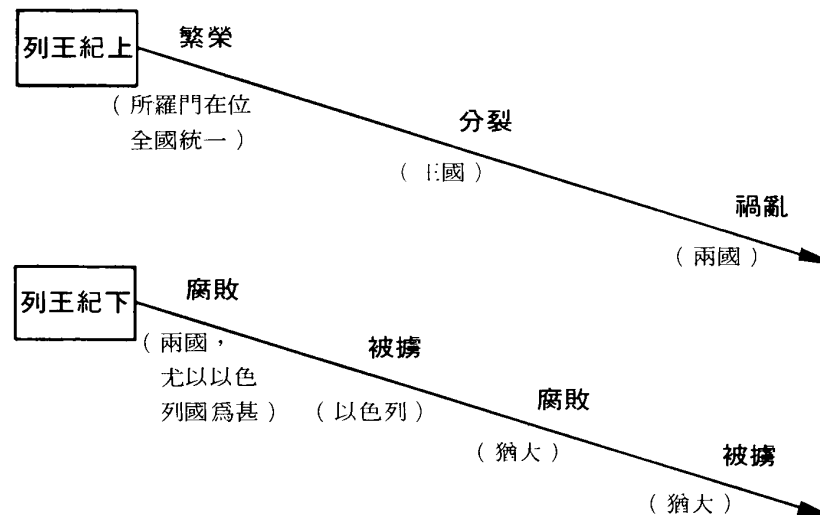 列王紀上
繁榮
（所羅門在位
全國統一）
分裂
（王國）
禍亂
（兩國）
列王紀下
腐敗
（兩國，
尤以以色
列國爲甚）
被擄
（以色列）
腐敗
（猶大）
被擄
（猶大）